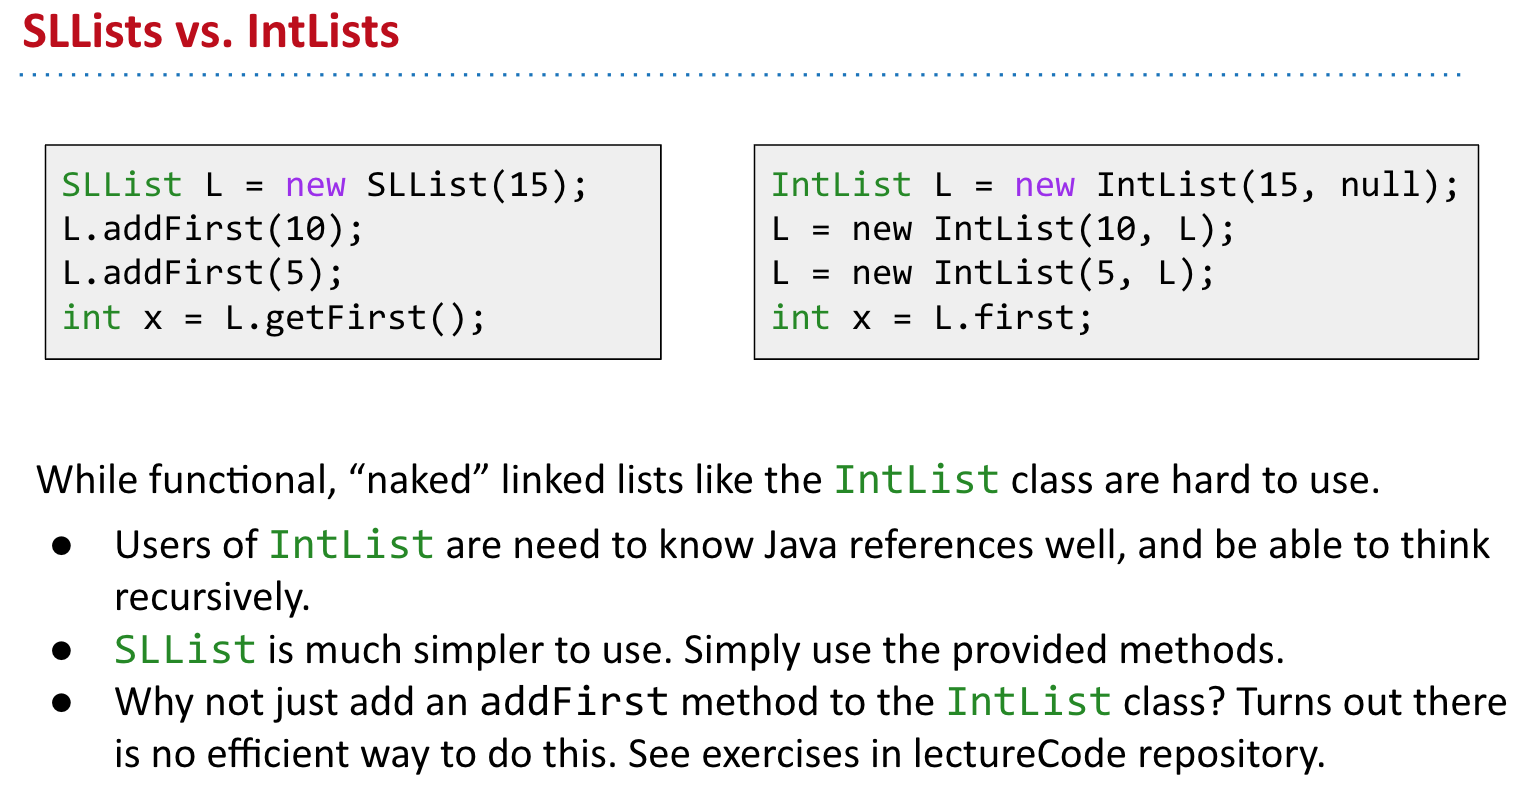 SLLists vs. IntLists
SLList L = new SLList(15);
L.addFirst(10);
L.addFirst(5);
int x = L.getFirst();
IntList L = new IntList(15, null);
L = new IntList(10, L);
L = new IntList(5, L);
int x = L.first;
While functional, “naked” linked lists like the IntList class are hard to use.
● Users of IntList are need to know Java references well, and be able to think
recursively.
● SLList is much simpler to use. Simply use the provided methods.
● Why not just add an addFirst method to the IntList class? Turns out there
is no efficient way to do this. See exercises in lectureCode repository.